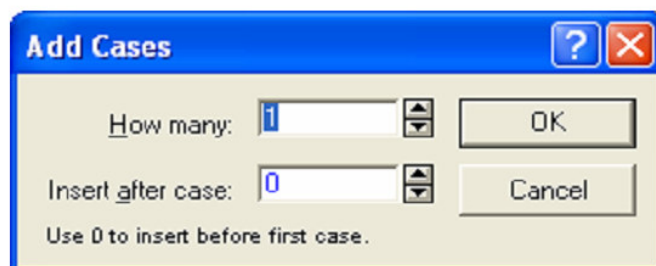 Add Cases
How many: 1 OK
Insert after case: 0 Cancel
Use 0 to insert before first case.